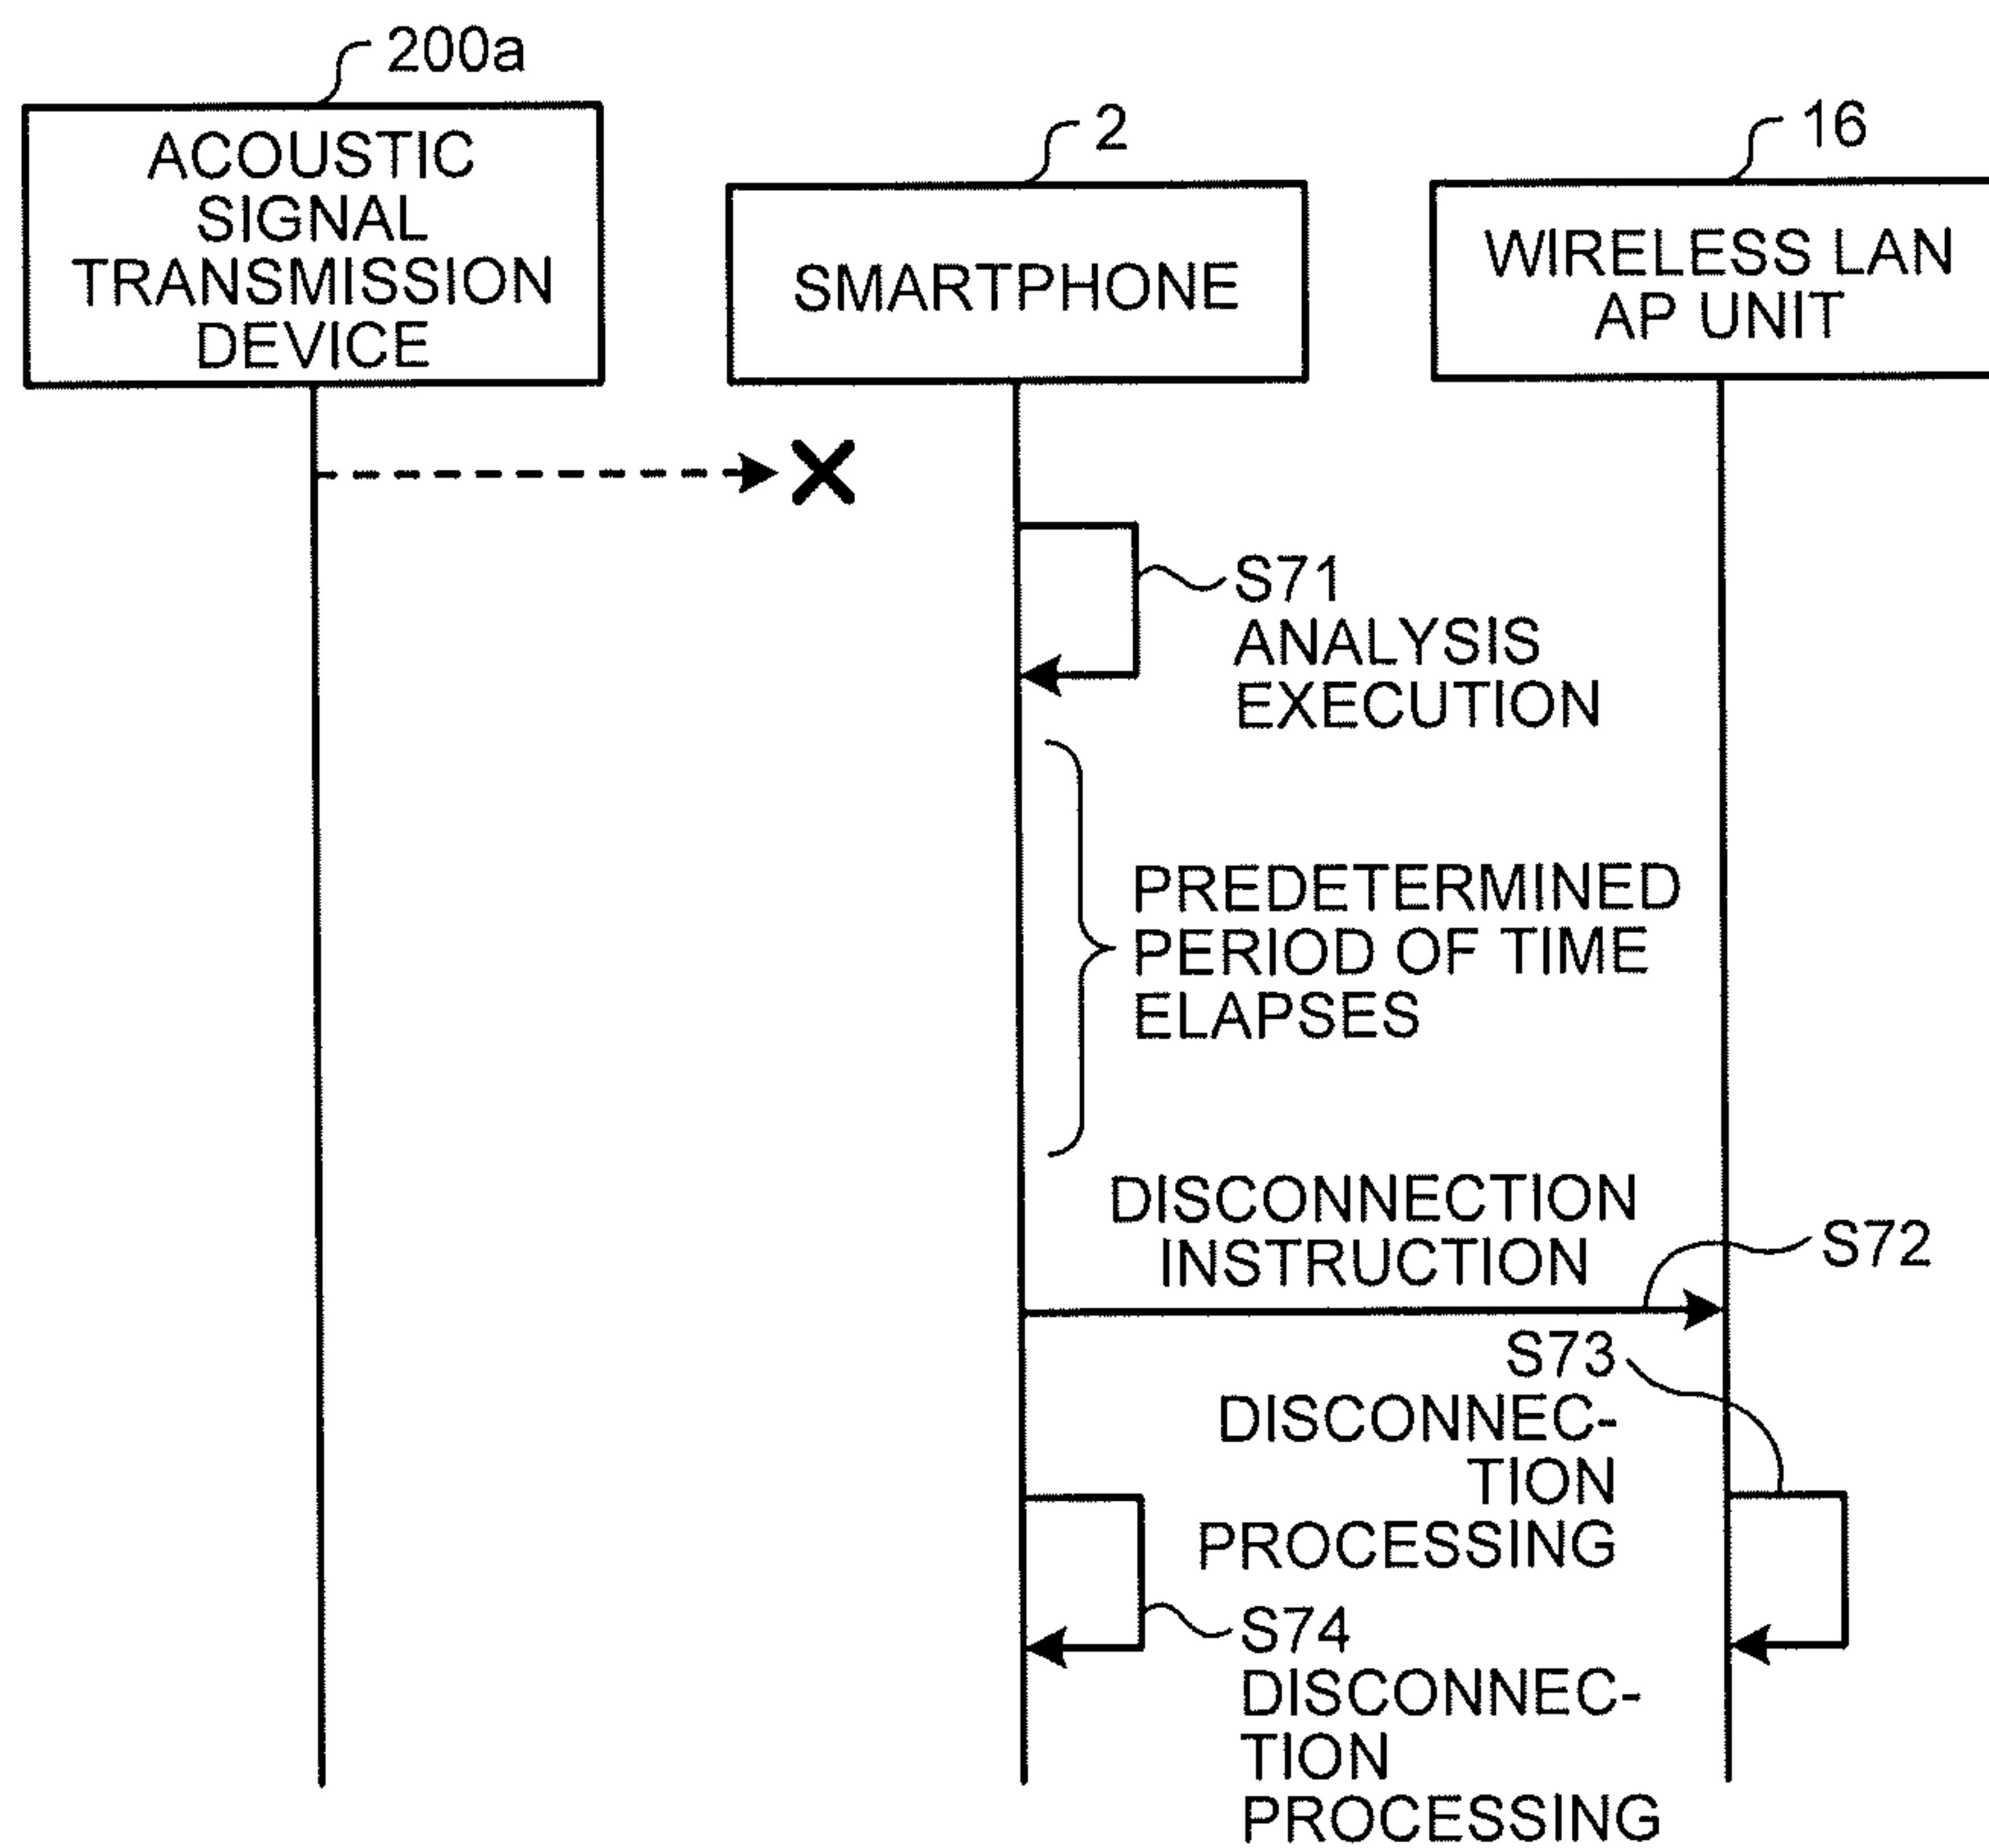 200a
ACOUSTIC
SIGNAL
TRANSMISSION
DEVICE
2
SMARTPHONE
16
WIRELESS LAN
AP UNIT
S71
ANALYSIS
EXECUTION
PREDETERMINED
PERIOD OF TIME
ELAPSES
DISCONNECTION
INSTRUCTION
S72
S73
DISCONNEC-
TION
PROCESSING
S74
DISCONNEC-
TION
PROCESSING